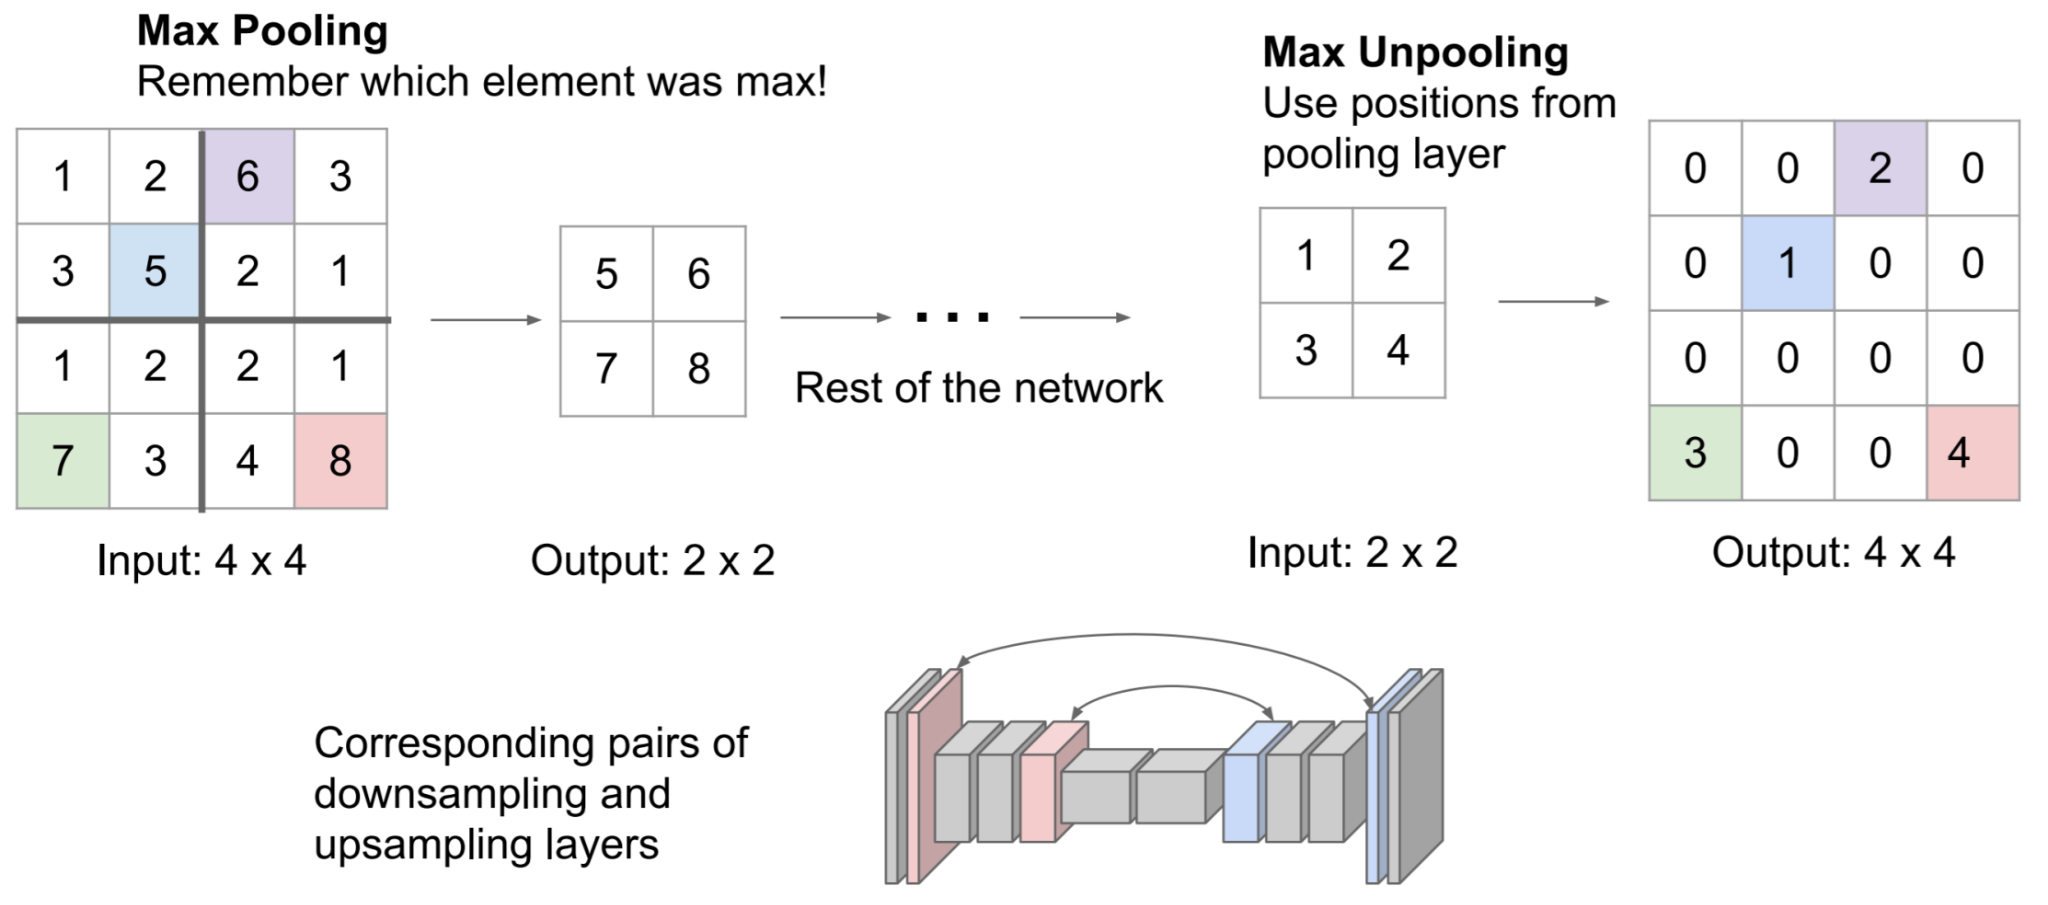 Max Pooling
Remember which element was max!
1 2 6 3
3 5 2 1
1 2 2 1
7 3 4 8
Input: 4 x 4
5 6
7 8
Output: 2 x 2
...
Rest of the network
Max Unpooling
Use positions from
pooling layer
1 2
3 4
Input: 2 x 2
0 0 2 0
0 1 0 0
0 0 0 0
3 0 0 4
Output: 4 x 4
Corresponding pairs of
downsampling and
upsampling layers